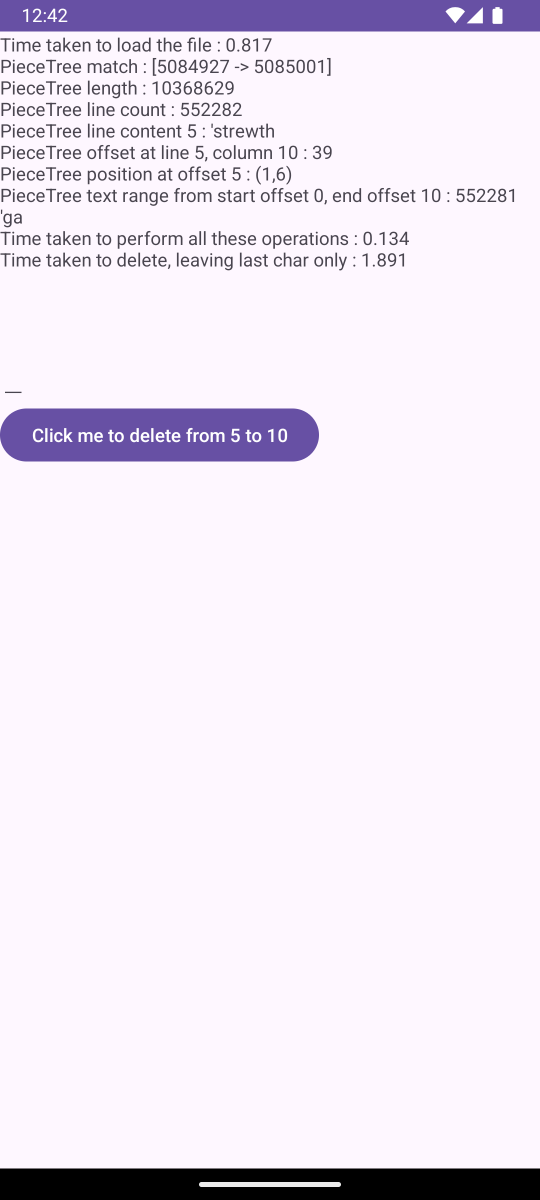 12:42
Time taken to load the file : 0.817
PieceTree match : [5084927 -> 5085001]
PieceTree length : 10368629
PieceTree line count : 552282
PieceTree line content 5 : 'strewth
PieceTree offset at line 5, column 10 : 39
PieceTree position at offset 5 : (1,6)
PieceTree text range from start offset 0, end offset 10 : 552281
'ga
Time taken to perform all these operations : 0.134
Time taken to delete, leaving last char only : 1.891
Click me to delete from 5 to 10